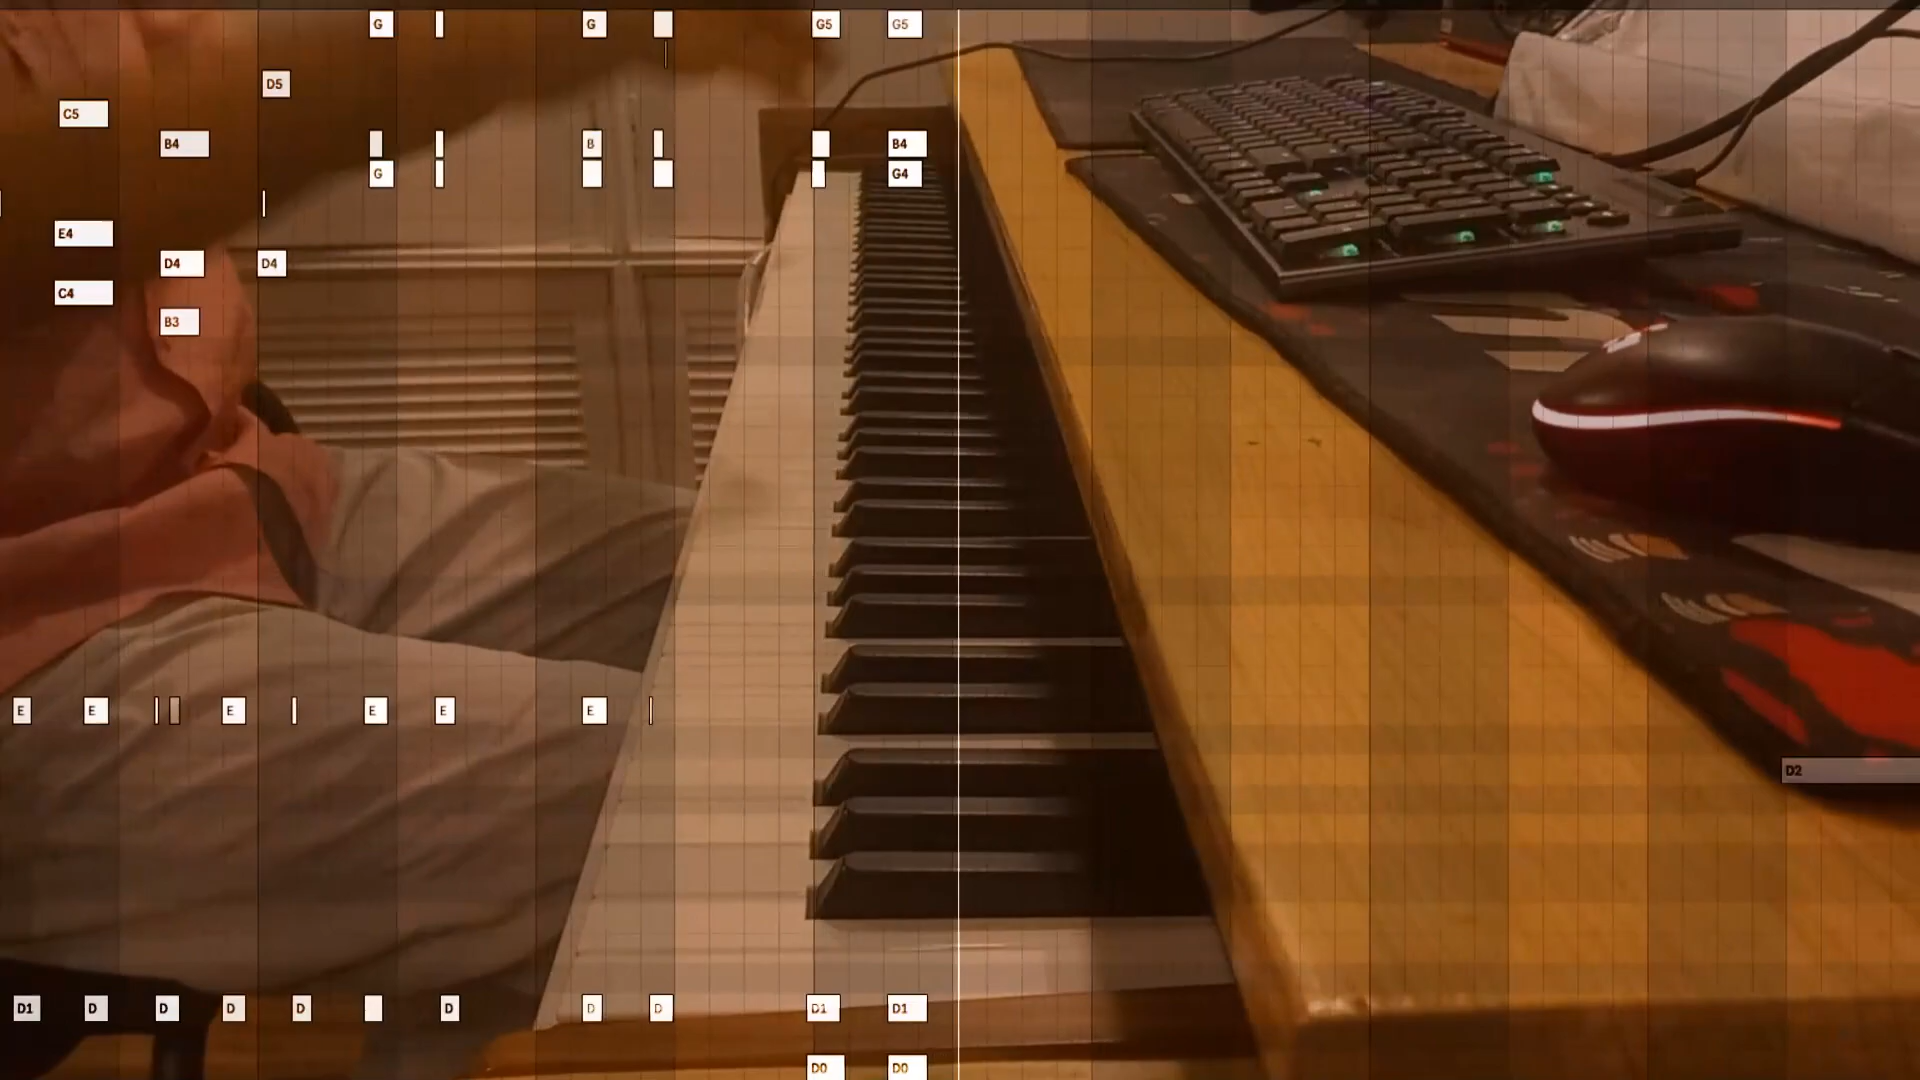 G G G5 G5
D5
C5
B4 B B4
G G4
E4
D4 D4
C4
B3
E E E E E E
D2
D1 D D D D D D D D1 D1
D0 D0